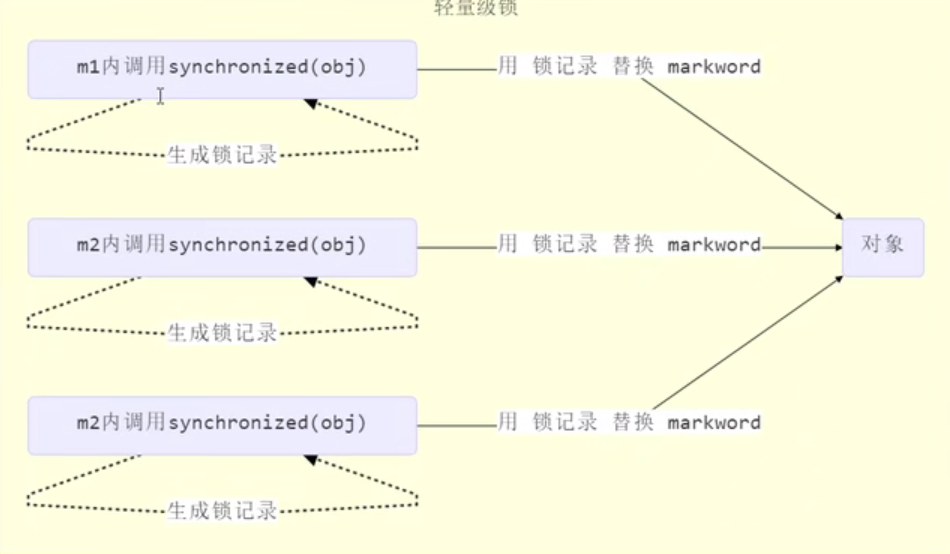 轻量级锁
m1内调用synchronized(obj)
用 锁记录 替换 markword
生成锁记录
m2内调用synchronized(obj)
用 锁记录 替换 markword
对象
生成锁记录
m2内调用synchronized(obj)
用 锁记录 替换 markword
生成锁记录